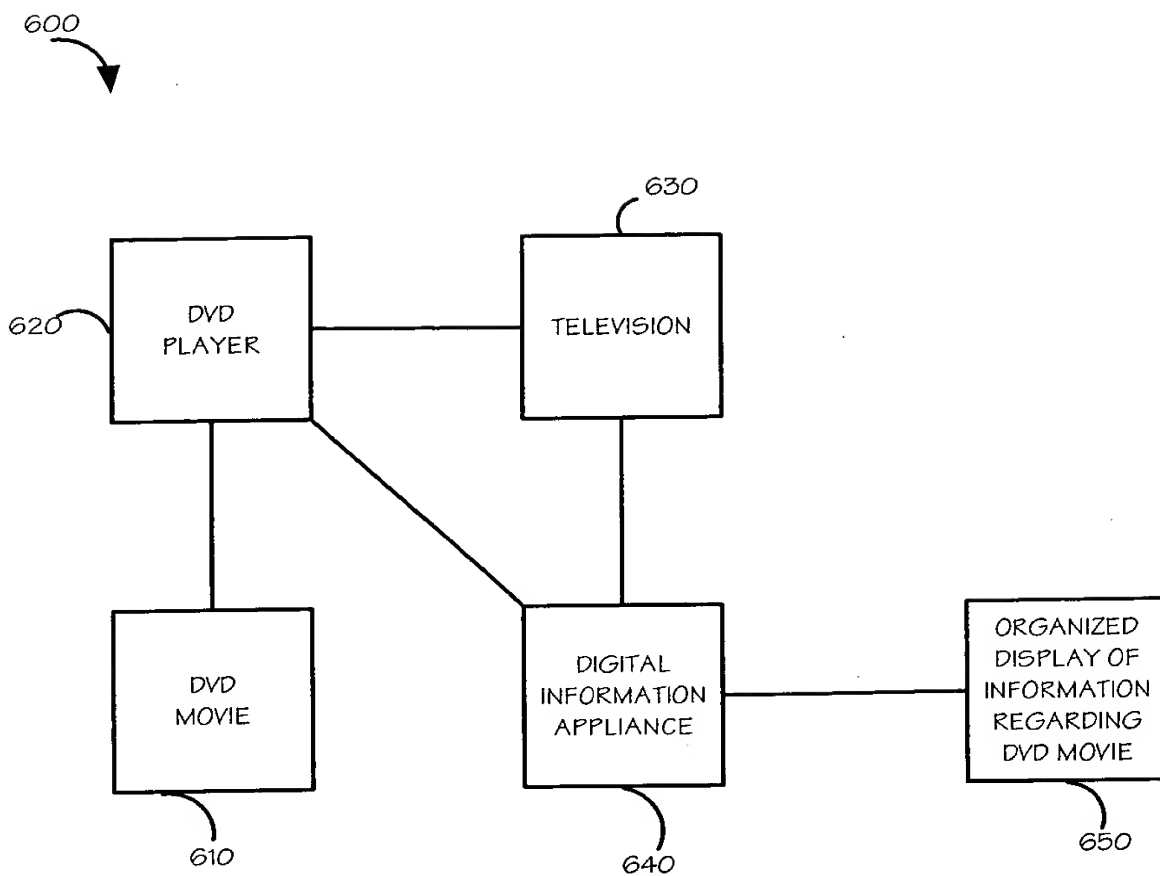 600
630
620
DVD
PLAYER
TELEVISION
DVD
MOVIE
DIGITAL
INFORMATION
APPLIANCE
ORGANIZED
DISPLAY OF
INFORMATION
REGARDING
DVD MOVIE
610
640
650